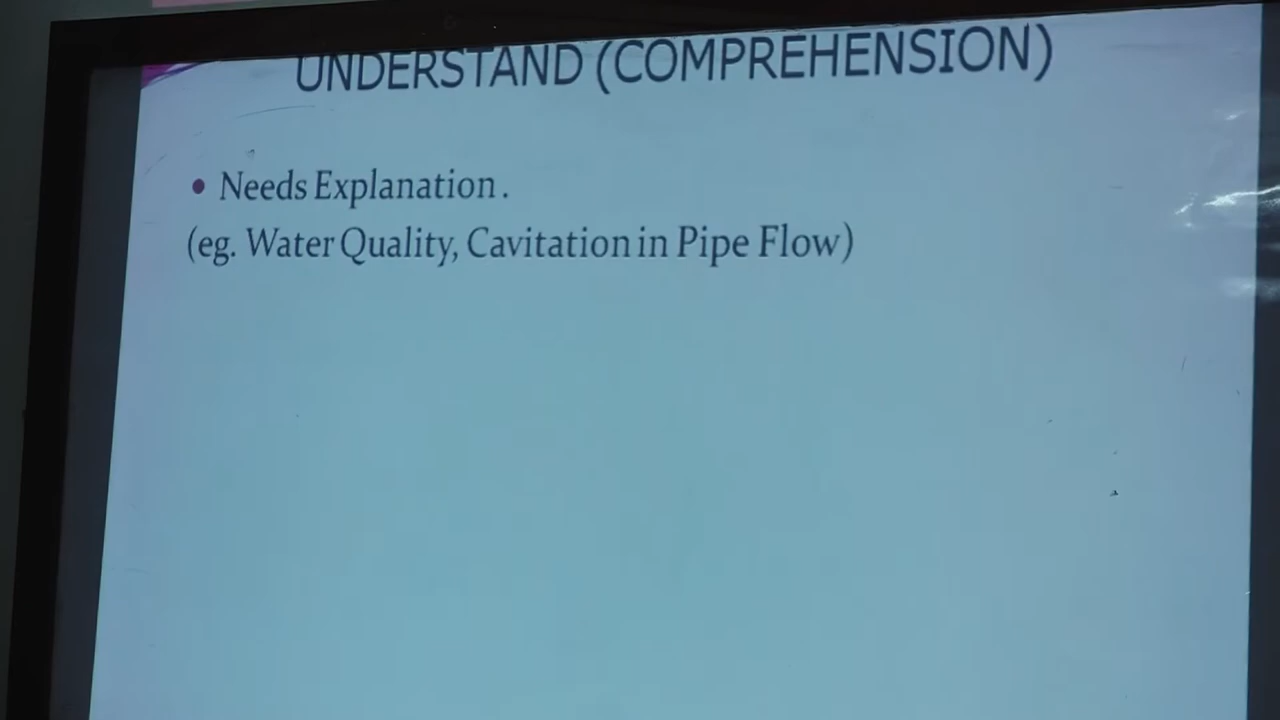 UNDERSTAND (COMPREHENSION)
• Needs Explanation.
(eg. Water Quality, Cavitation in Pipe Flow)